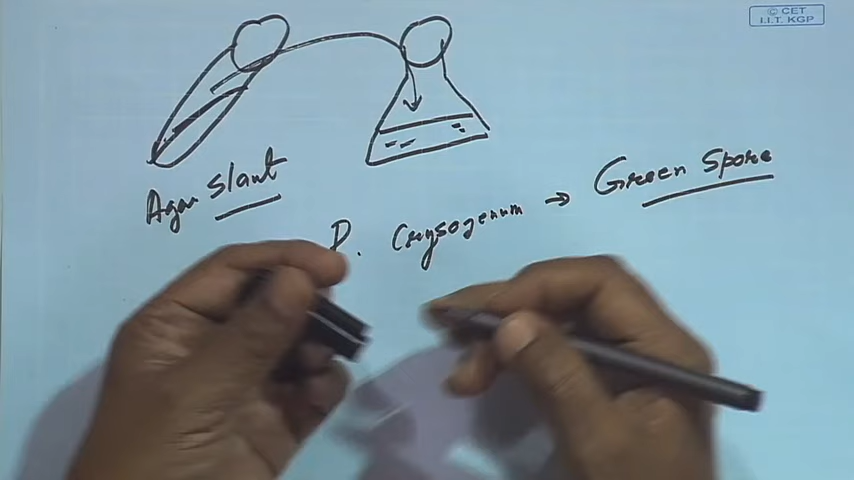 © CET
I.I.T. KGP
Agar slant
P. Crysogenum → Green Spore